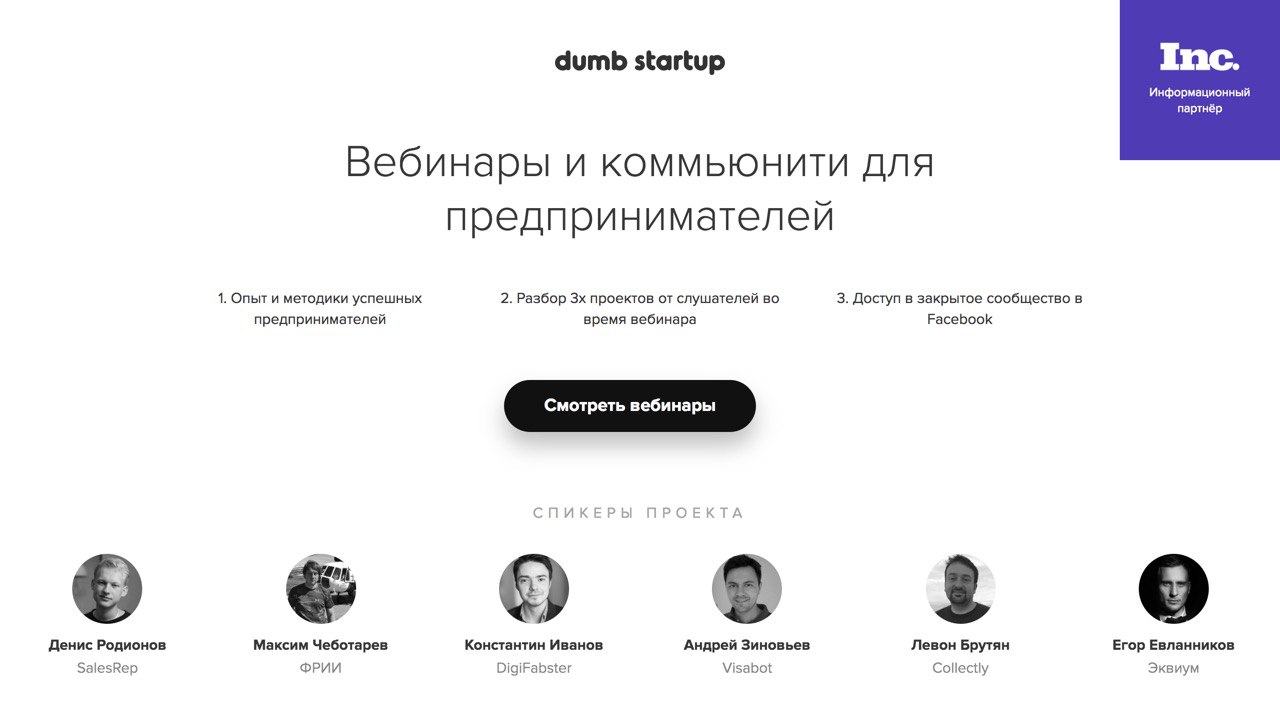 dumb startup
Inc.
Информационный
партнёр
Вебинары и коммьюнити для
предпринимателей
1. Опыт и методики успешных
предпринимателей
2. Разбор 3х проектов от слушателей во
время вебинара
3. Доступ в закрытое сообщество в
Facebook
Смотреть вебинары
СПИКЕРЫ ПРОЕКТА
Денис Родионов
SalesRep
Максим Чеботарев
ФРИИ
Константин Иванов
DigiFabster
Андрей Зиновьев
Visabot
Левон Брутян
Collectly
Егор Евланников
Эквиум